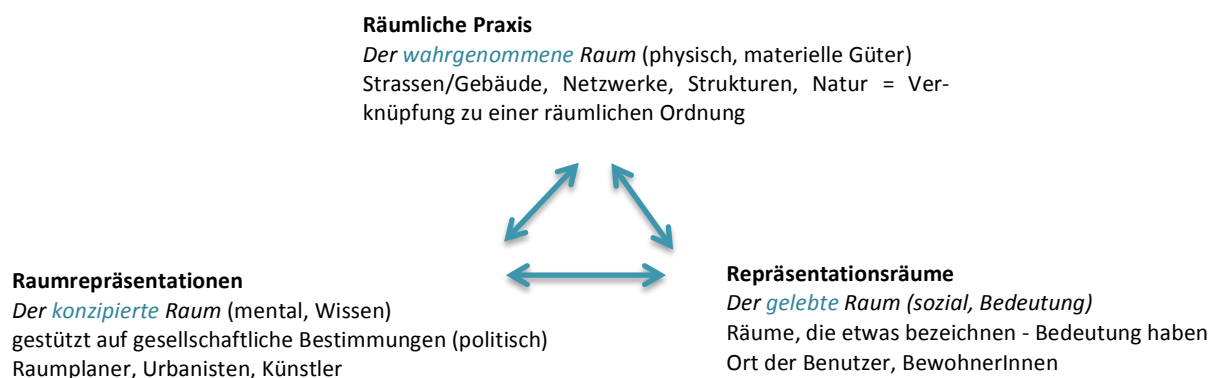 Räumliche Praxis
Der wahrgenommene Raum (physisch, materielle Güter)
Strassen/Gebäude, Netzwerke, Strukturen, Natur = Ver-
knüpfung zu einer räumlichen Ordnung
Raumrepräsentationen
Der konzipierte Raum (mental, Wissen)
gestützt auf gesellschaftliche Bestimmungen (politisch)
Raumplaner, Urbanisten, Künstler
Repräsentationsräume
Der gelebte Raum (sozial, Bedeutung)
Räume, die etwas bezeichnen - Bedeutung haben
Ort der Benutzer, BewohnerInnen